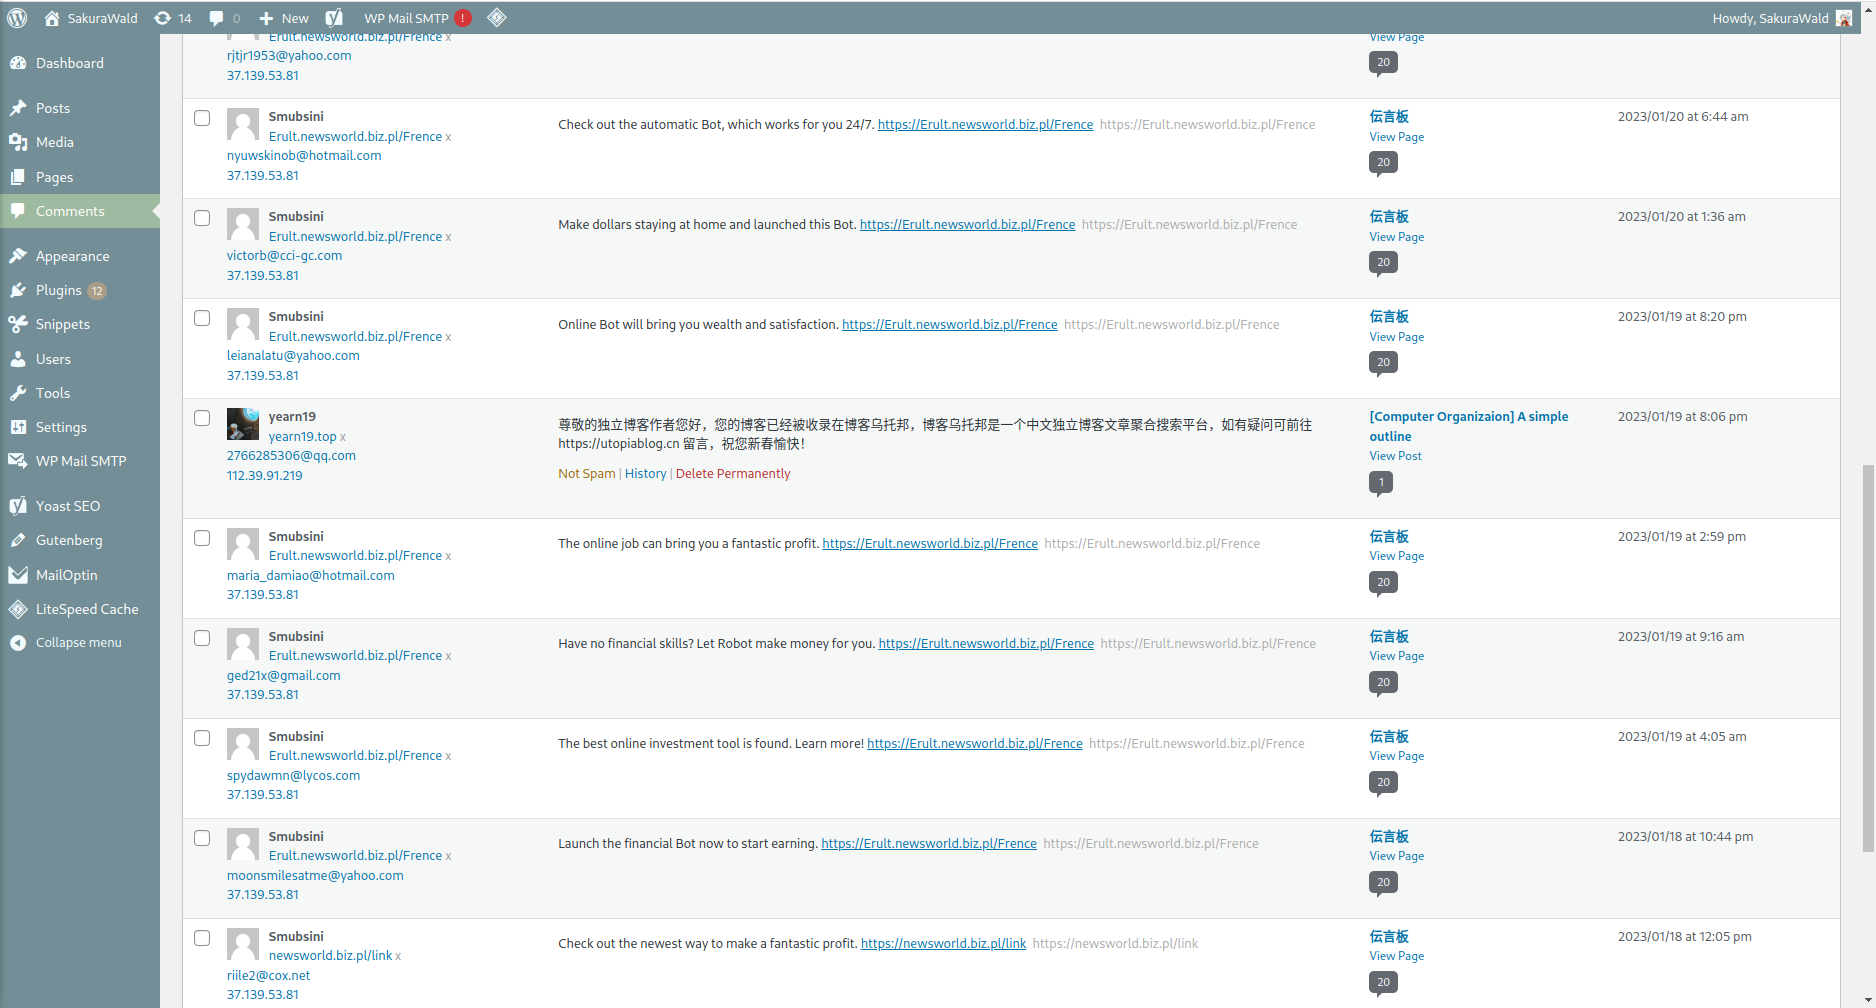 SakuraWald 14 0 New WP Mail SMTP ! Howdy, SakuraWald
Dashboard
Posts
Media
Pages
Comments
Appearance
Plugins 12
Snippets
Users
Tools
Settings
WP Mail SMTP
Yoast SEO
Gutenberg
MailOptin
LiteSpeed Cache
Collapse menu
Erult.newsworld.biz.pl/Frence x
rjtjr1953@yahoo.com
37.139.53.81
View Page
20
Smubsini
Erult.newsworld.biz.pl/Frence x
nyuwskinob@hotmail.com
37.139.53.81
Check out the automatic Bot, which works for you 24/7. https://Erult.newsworld.biz.pl/Frence https://Erult.newsworld.biz.pl/Frence
伝言板
View Page
20
2023/01/20 at 6:44 am
Smubsini
Erult.newsworld.biz.pl/Frence x
victorb@cci-gc.com
37.139.53.81
Make dollars staying at home and launched this Bot. https://Erult.newsworld.biz.pl/Frence https://Erult.newsworld.biz.pl/Frence
伝言板
View Page
20
2023/01/20 at 1:36 am
Smubsini
Erult.newsworld.biz.pl/Frence x
leianalatu@yahoo.com
37.139.53.81
Online Bot will bring you wealth and satisfaction. https://Erult.newsworld.biz.pl/Frence https://Erult.newsworld.biz.pl/Frence
伝言板
View Page
20
2023/01/19 at 8:20 pm
yearn19
yearn19.top x
2766285306@qq.com
112.39.91.219
尊敬的独立博客作者您好，您的博客已经被收录在博客乌托邦，博客乌托邦是一个中文独立博客文章聚合搜索平台，如有疑问可前往
https://utopiablog.cn 留言，祝您新春愉快！
Not Spam | History | Delete Permanently
[Computer Organizaion] A simple
outline
View Post
1
2023/01/19 at 8:06 pm
Smubsini
Erult.newsworld.biz.pl/Frence x
maria_damiao@hotmail.com
37.139.53.81
The online job can bring you a fantastic profit. https://Erult.newsworld.biz.pl/Frence https://Erult.newsworld.biz.pl/Frence
伝言板
View Page
20
2023/01/19 at 2:59 pm
Smubsini
Erult.newsworld.biz.pl/Frence x
ged21x@gmail.com
37.139.53.81
Have no financial skills? Let Robot make money for you. https://Erult.newsworld.biz.pl/Frence https://Erult.newsworld.biz.pl/Frence
伝言板
View Page
20
2023/01/19 at 9:16 am
Smubsini
Erult.newsworld.biz.pl/Frence x
spydawmn@lycos.com
37.139.53.81
The best online investment tool is found. Learn more! https://Erult.newsworld.biz.pl/Frence https://Erult.newsworld.biz.pl/Frence
伝言板
View Page
20
2023/01/19 at 4:05 am
Smubsini
Erult.newsworld.biz.pl/Frence x
moonsmilesatme@yahoo.com
37.139.53.81
Launch the financial Bot now to start earning. https://Erult.newsworld.biz.pl/Frence https://Erult.newsworld.biz.pl/Frence
伝言板
View Page
20
2023/01/18 at 10:44 pm
Smubsini
newsworld.biz.pl/link x
riile2@cox.net
37.139.53.81
Check out the newest way to make a fantastic profit. https://newsworld.biz.pl/link https://newsworld.biz.pl/link
伝言板
View Page
20
2023/01/18 at 12:05 pm